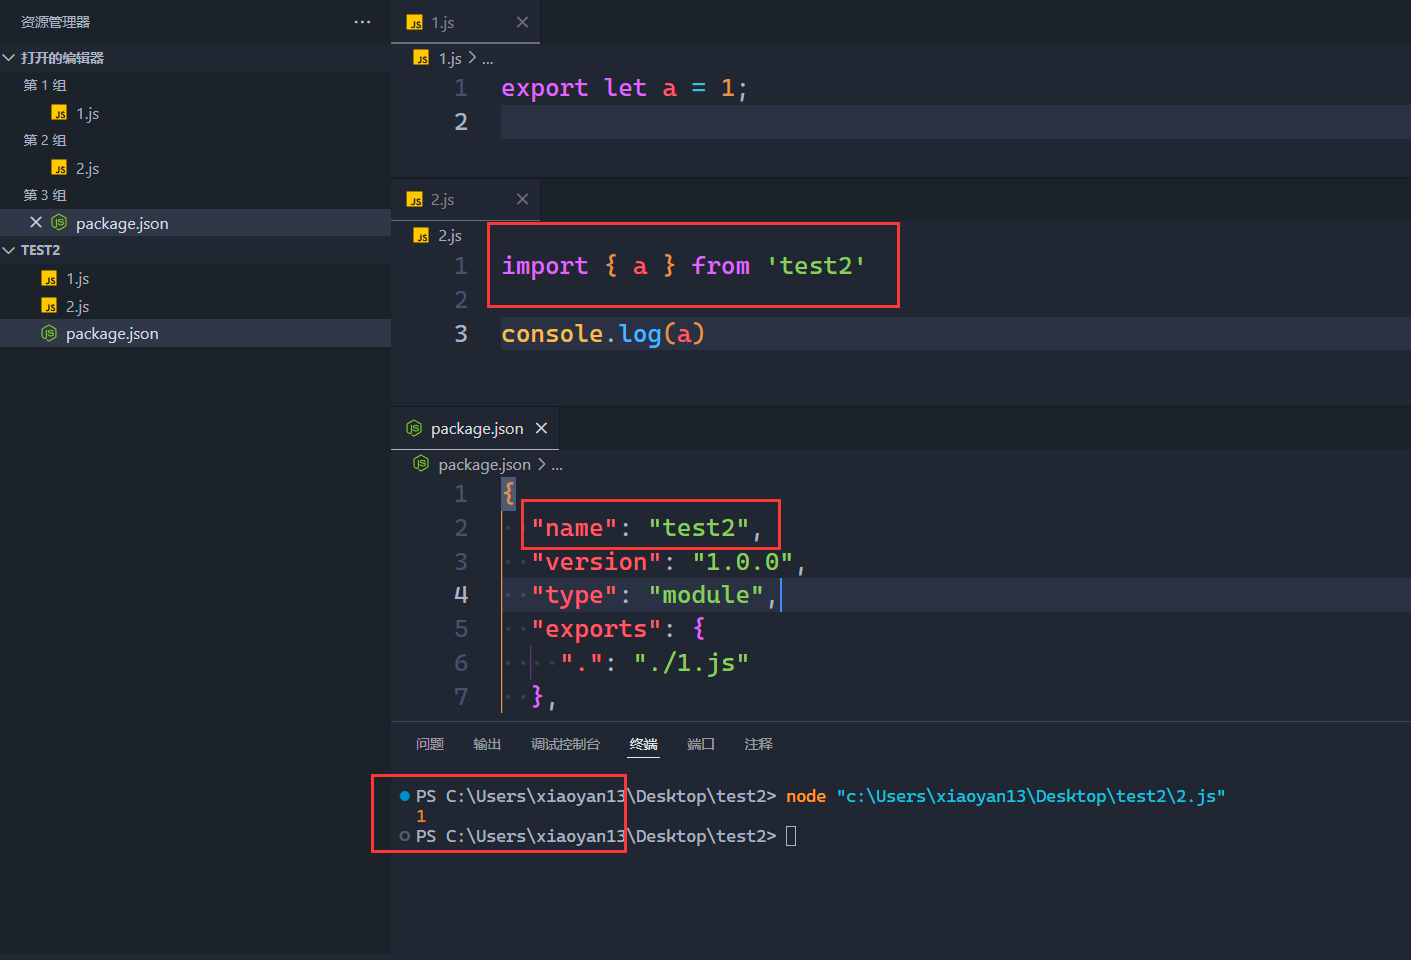 资源管理器 ...
打开的编辑器
第 1 组
JS 1.js
第 2 组
JS 2.js
第 3 组
package.json
TEST2
JS 1.js
JS 2.js
package.json
JS 1.js
JS 1.js > ...
1 export let a = 1;
2
JS 2.js
JS 2.js
1 import { a } from 'test2'
2
3 console.log(a)
package.json
package.json > ...
1 {
2 "name": "test2",
3 "version": "1.0.0",
4 "type": "module",
5 "exports": {
6 ".": "./1.js"
7 },
问题 输出 调试控制台 终端 端口 注释
PS C:\Users\xiaoyan13\Desktop\test2> node "c:\Users\xiaoyan13\Desktop\test2\2.js"
1
PS C:\Users\xiaoyan13\Desktop\test2>